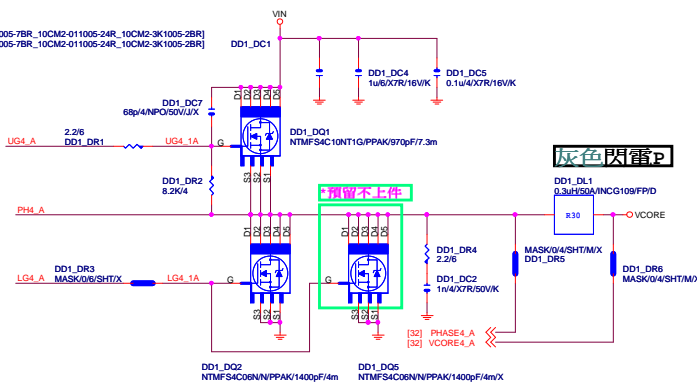 VIN
005-7BR_10CM2-011005-24R_10CM2-3K1005-2BR]
10CM2-011005-24R_10CM2-3K1005-2BR]
DD1_DC1
DD1_DC4
1u/6/X7R/16V/K
DD1_DC5
0.1u/4/X7R/16V/K
DD1_DC7
68p/4/NPO/50V/J/X
D1
D2
D3
D4
D5
DD1_DQ1
NTMFS4C10NT1G/PPAK/970pF/7.3m
UG4_A
2.2/6
DD1_DR1
UG4_1A
G
S3
S2
S1
灰色閃雷P
DD1_DR2
8.2K/4
*預留不上件
DD1_DL1
0.3uH/50A/INCG109/FP/D
R30
VCORE
PH4_A
D1
D2
D3
D4
D5
D1
D2
D3
D4
D5
DD1_DR4
2.2/6
MASK/0/4/SHT/M/X
DD1_DR5
DD1_DR3
MASK/0/6/SHT/X
LG4_A
LG4_1A
G
G
DD1_DC2
1n/4/X7R/50V/K
DD1_DR6
MASK/0/4/SHT/M/X
S3
S2
S1
S3
S2
S1
[32] PHASE4_A
[32] VCORE4_A
DD1_DQ2
NTMFS4C06N/N/PPAK/1400pF/4m
DD1_DQ5
NTMFS4C06N/N/PPAK/1400pF/4m/X